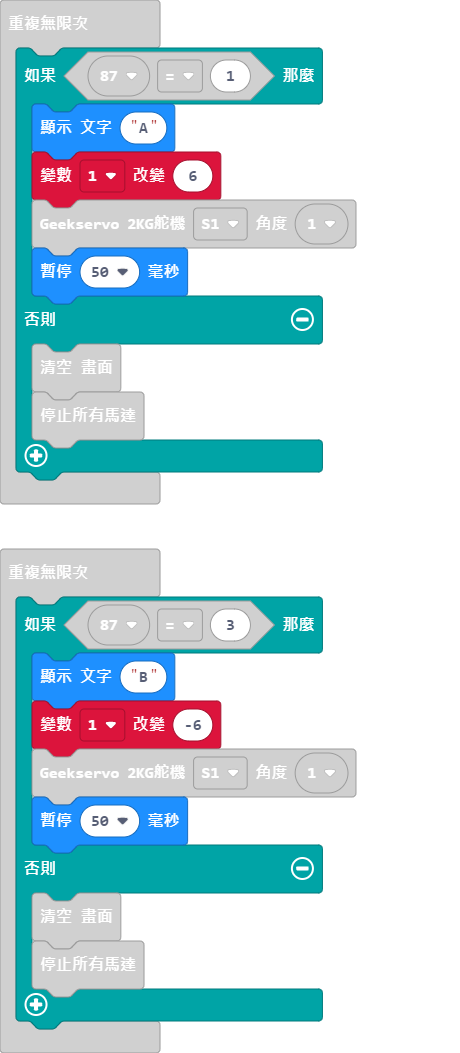 重複無限次
如果 87 = 1 那麼
顯示 文字 "A"
變數 1 改變 6
Geekservo 2KG舵機 S1 角度 1
暫停 50 毫秒
否則
清空 畫面
停止所有馬達
重複無限次
如果 87 = 3 那麼
顯示 文字 "B"
變數 1 改變 -6
Geekservo 2KG舵機 S1 角度 1
暫停 50 毫秒
否則
清空 畫面
停止所有馬達